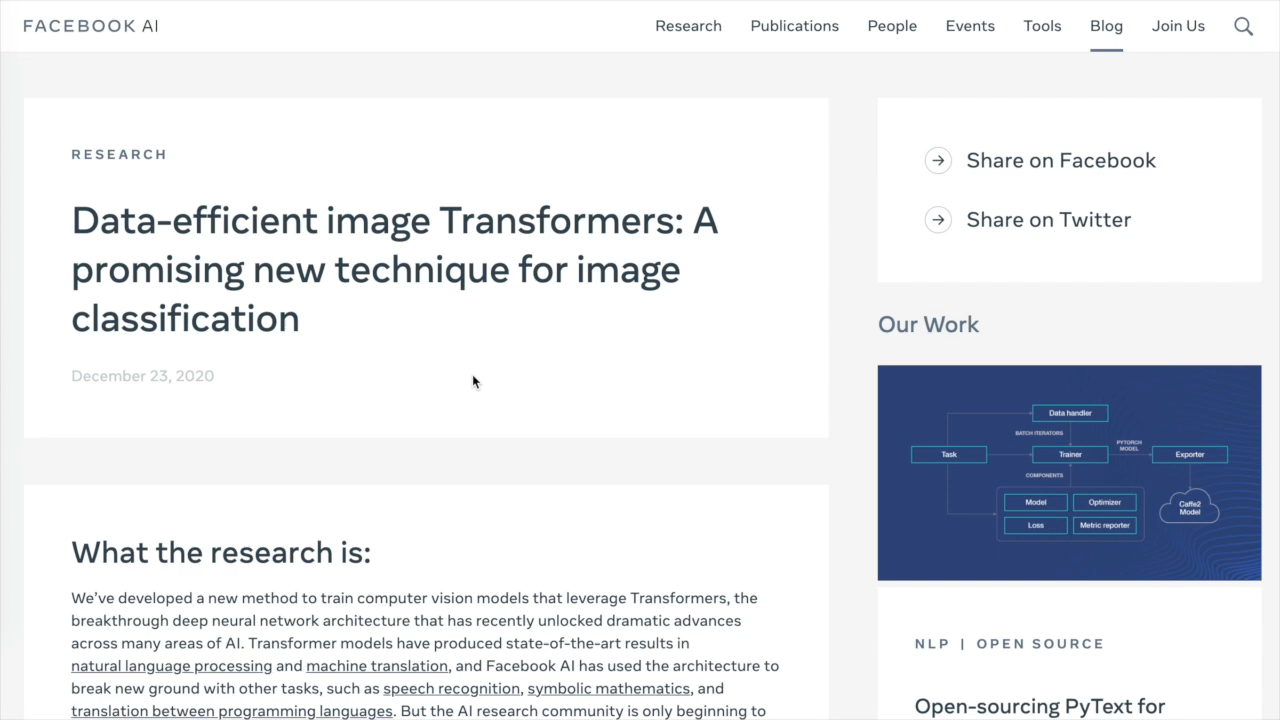 FACEBOOK AI
Research Publications People Events Tools Blog Join Us
RESEARCH
Data-efficient image Transformers: A
promising new technique for image
classification
December 23, 2020
What the research is:
We’ve developed a new method to train computer vision models that leverage Transformers, the
breakthrough deep neural network architecture that has recently unlocked dramatic advances
across many areas of AI. Transformer models have produced state-of-the-art results in
natural language processing and machine translation, and Facebook AI has used the architecture to
break new ground with other tasks, such as speech recognition, symbolic mathematics, and
translation between programming languages. But the AI research community is only beginning to
Share on Facebook
Share on Twitter
Our Work
Data handler
BATCH ITERATORS
PYTORCH
MODEL
Task
Trainer
Exporter
COMPONENTS
Model
Optimizer
Caffe2
Model
Loss
Metric reporter
NLP | OPEN SOURCE
Open-sourcing PyText for